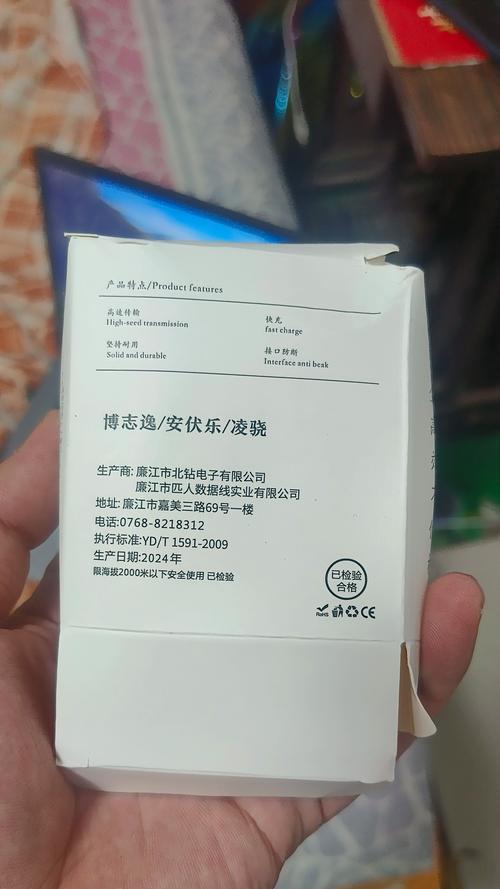 产品特点/Product features
高速传输
High-seed transmission
快充
fast charge
坚持耐用
Solid and durable
接口防断
Interface anti beak
博志逸/安伏乐/凌骁
生产商:廉江市北钻电子有限公司
廉江市匹人数据线实业有限公司
地址:廉江市嘉美三路69号一楼
电话:0768-8218312
执行标准:YD/T 1591-2009
生产日期:2024年
限海拔2000米以下安全使用 已检验
已检验
合格
RoHS
CE